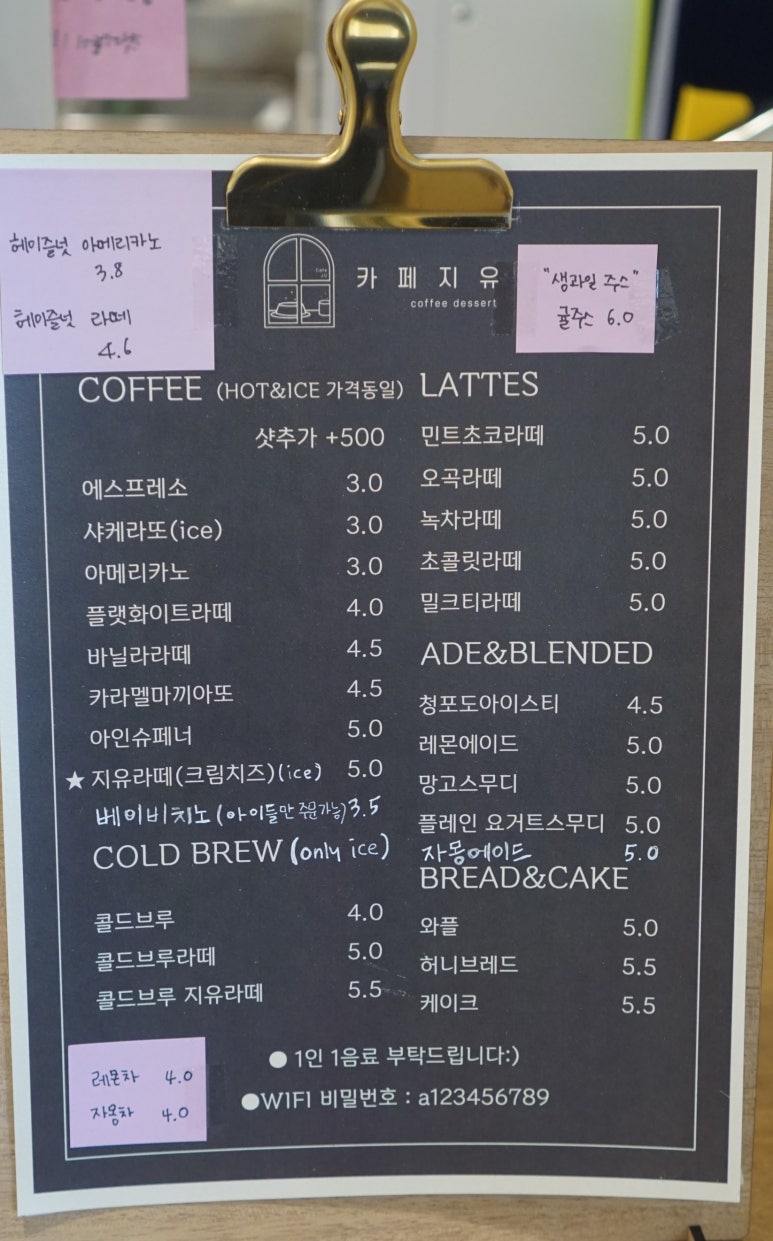 헤이즐넛 아메리카노
3.8
헤이즐넛 라떼
4.6
카페지유
coffee dessert
"생과일 주스"
귤주스 6.0
COFFEE (HOT&ICE 가격동일)
샷추가 +500
에스프레소 3.0
샤케라또(ice) 3.0
아메리카노 3.0
플랫화이트라떼 4.0
바닐라라떼 4.5
카라멜마끼아또 4.5
아인슈페너 5.0
★ 지유라떼(크림치즈)(ice) 5.0
베이비치노 (아이들만 주문가능) 3.5
COLD BREW (only ice)
콜드브루 4.0
콜드브루라떼 5.0
콜드브루 지유라떼 5.5
LATTES
민트초코라떼 5.0
오곡라떼 5.0
녹차라떼 5.0
초콜릿라떼 5.0
밀크티라떼 5.0
ADE&BLENDED
청포도아이스티 4.5
레몬에이드 5.0
망고스무디 5.0
플레인 요거트스무디 5.0
자몽에이드 5.0
BREAD&CAKE
와플 5.0
허니브레드 5.5
케이크 5.5
레몬차 4.0
자몽차 4.0
● 1인 1음료 부탁드립니다:)
●WIFI 비밀번호 : a123456789